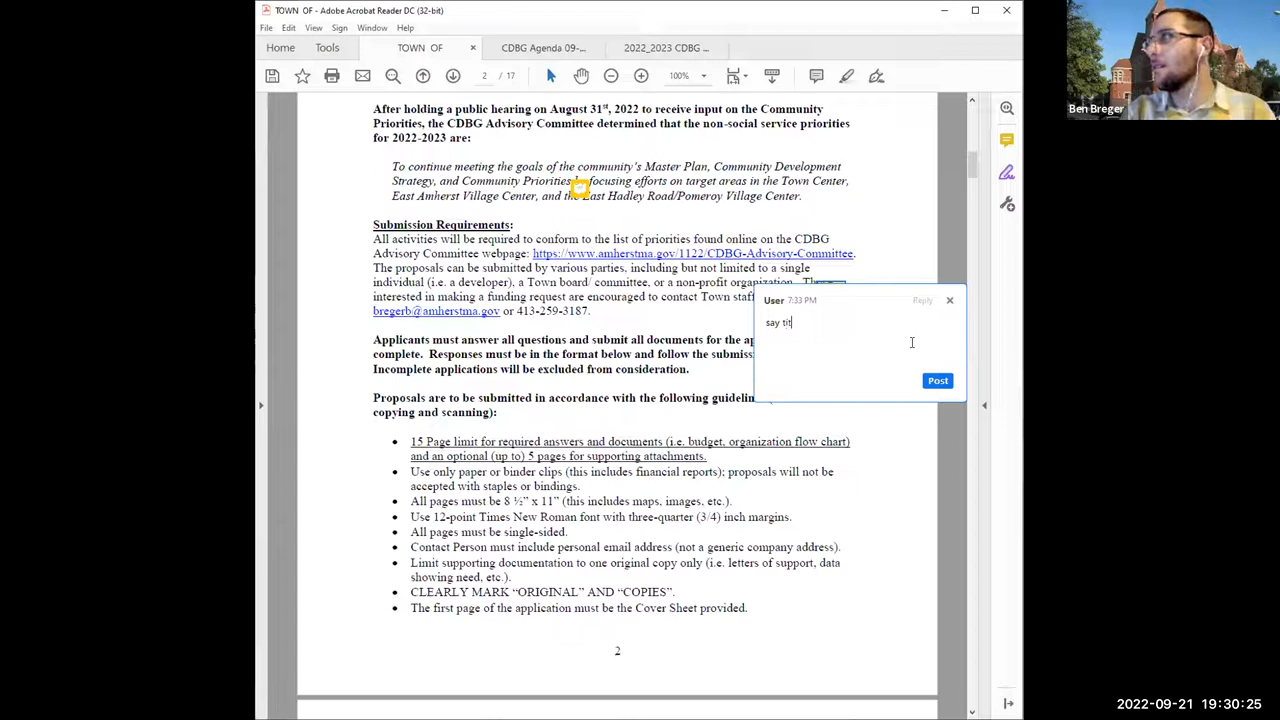 TOWN OF - Adobe Acrobat Reader DC (32-bit)
File Edit View Sign Window Help
Home Tools TOWN OF × CDBG Agenda 09-... 2022_2023 CDBG ...
2 / 17 100%
After holding a public hearing on August 31st, 2022 to receive input on the Community
Priorities, the CDBG Advisory Committee determined that the non-social service priorities
for 2022-2023 are:
To continue meeting the goals of the community's Master Plan, Community Development
Strategy, and Community Priorities focusing efforts on target areas in the Town Center,
East Amherst Village Center, and the East Hadley Road/Pomeroy Village Center.
Submission Requirements:
All activities will be required to conform to the list of priorities found online on the CDBG
Advisory Committee webpage: https://www.amherstma.gov/1122/CDBG-Advisory-Committee.
The proposals can be submitted by various parties, including but not limited to a single
individual (i.e. a developer), a Town board/ committee, or a non-profit organization.
interested in making a funding request are encouraged to contact Town staf
bregerb@amherstma.gov or 413-259-3187.
User 7:33 PM Reply
say tit
Post
Applicants must answer all questions and submit all documents for the
complete. Responses must be in the format below and follow the
Incomplete applications will be excluded from consideration.
Proposals are to be submitted in accordance with the following
copying and scanning):
• 15 Page limit for required answers and documents (i.e. budget, organization flow chart)
and an optional (up to) 5 pages for supporting attachments.
• Use only paper or binder clips (this includes financial reports); proposals will not be
accepted with staples or bindings.
• All pages must be 8 ½" x 11" (this includes maps, images, etc.).
• Use 12-point Times New Roman font with three-quarter (3/4) inch margins.
• All pages must be single-sided.
• Contact Person must include personal email address (not a generic company address).
• Limit supporting documentation to one original copy only (i.e. letters of support, data
showing need, etc.).
• CLEARLY MARK "ORIGINAL" AND "COPIES".
• The first page of the application must be the Cover Sheet provided.
2
Ben Breger
2022-09-21 19:30:25